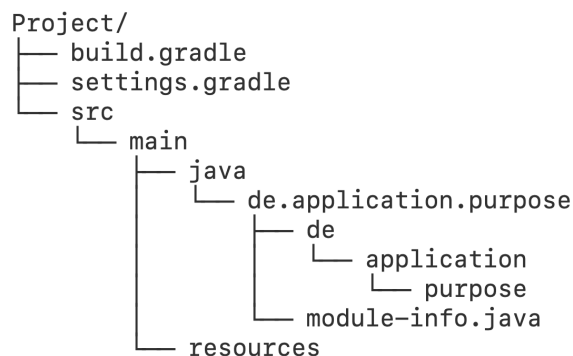 Project/
├── build.gradle
├── settings.gradle
└── src
    └── main
        ├── java
        │   └── de.application.purpose
        │       ├── de
        │       │   └── application
        │       │       └── purpose
        │       └── module-info.java
        └── resources